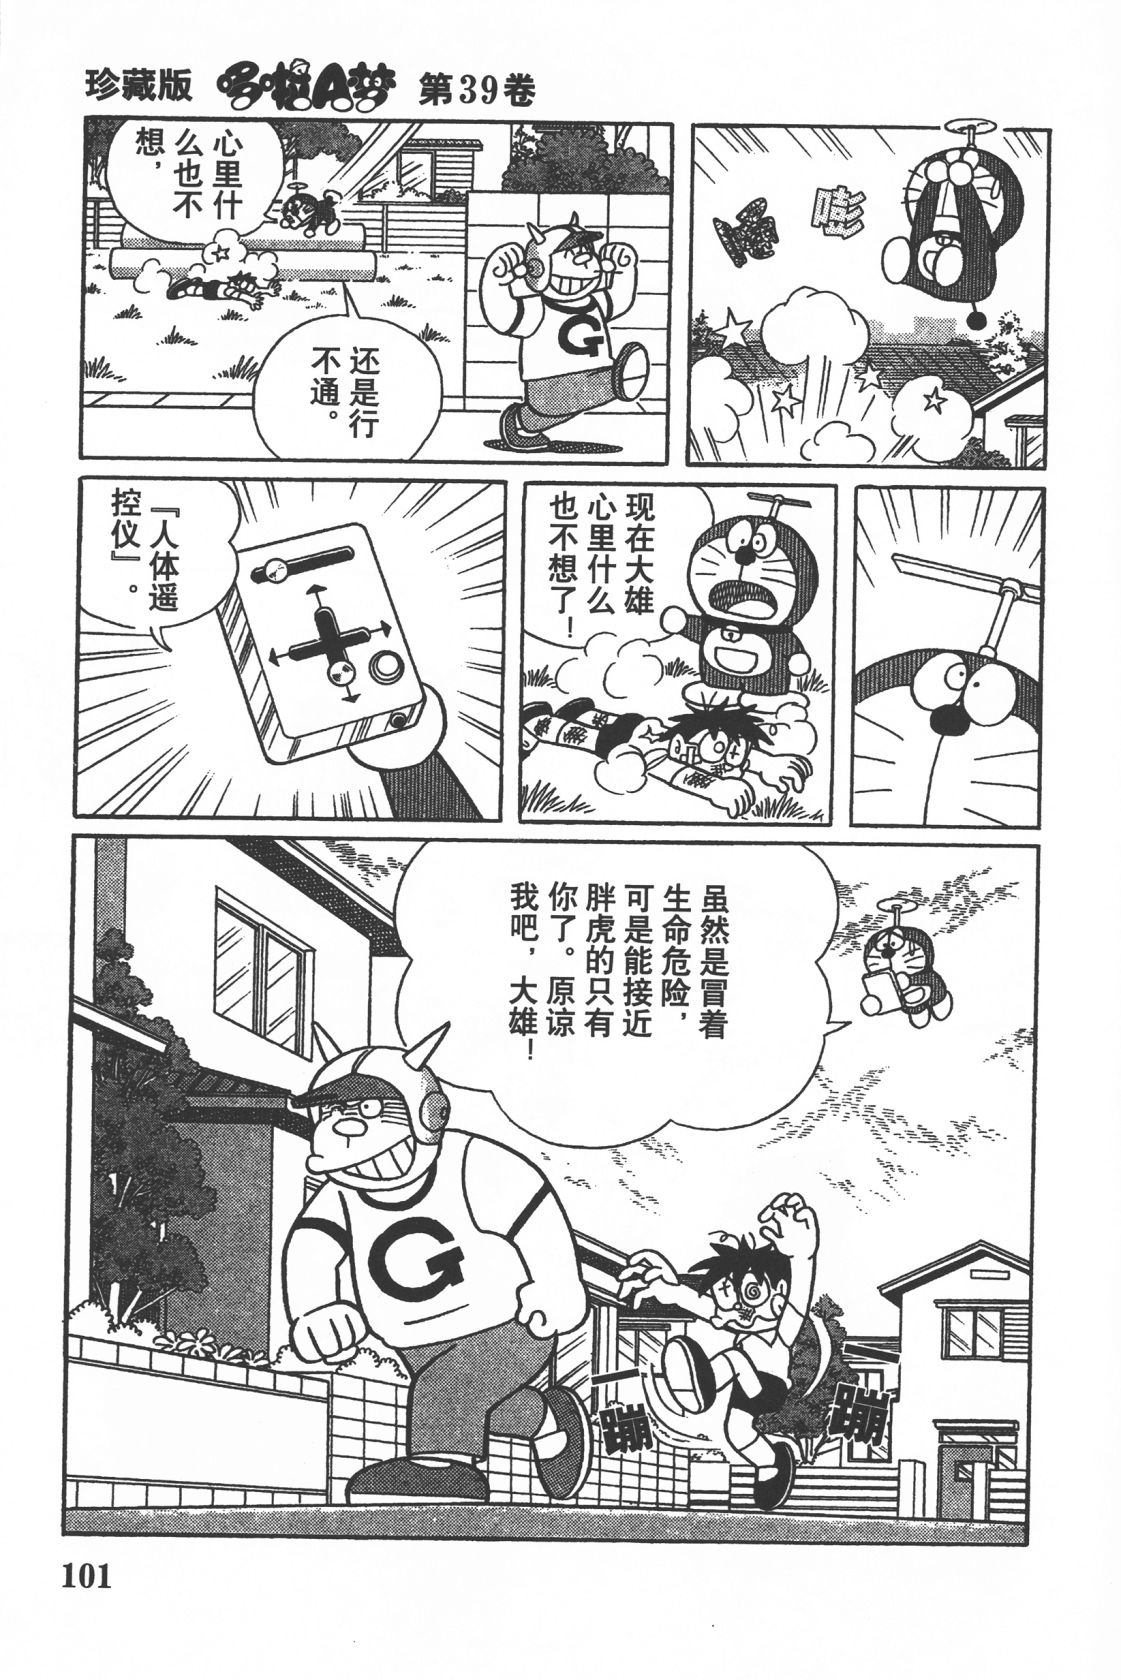 珍藏版 哆啦A梦 第39卷
嘭
轰
心里什
么也不
想，
还是行
不通。
现在大雄
心里什么
也不想了！
『人体遥
控仪』。
虽然是冒着
生命危险，
可是能接近
胖虎的只有
你了。原谅
我吧，大雄！
蹦
蹦
101